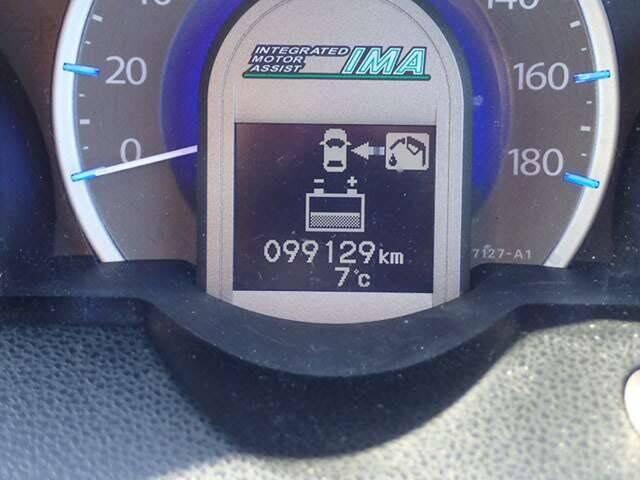 INTEGRATED
MOTOR
ASSIST
IMA
20
0
160
180
- +
099129km
7°c
7127-A1